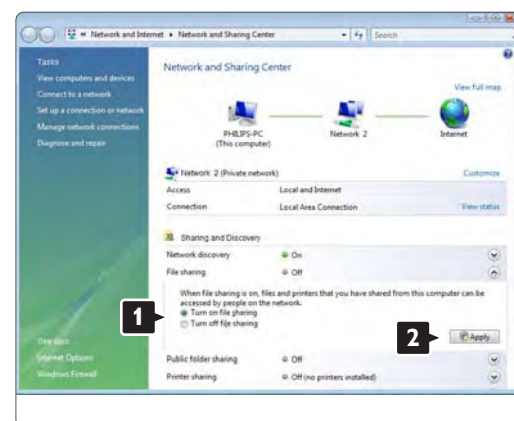 Network and Internet
Network and Sharing Center
Search
Tasks
View computers and devices
Connect to a network
Set up a connection or network
Manage network connections
Diagnose and repair
See also
Internet Options
Windows Firewall
Network and Sharing Center
View full map
PHILIPS-PC
(This computer)
Network 2
Internet
Network 2 (Private network)
Customize
Access Local and Internet
Connection Local Area Connection View status
Sharing and Discovery
Network discovery On
File sharing Off
When file sharing is on, files and printers that you have shared from this computer can be
accessed by people on the network.
1
Turn on file sharing
Turn off file sharing
2
Apply
Public folder sharing Off
Printer sharing Off (no printers installed)